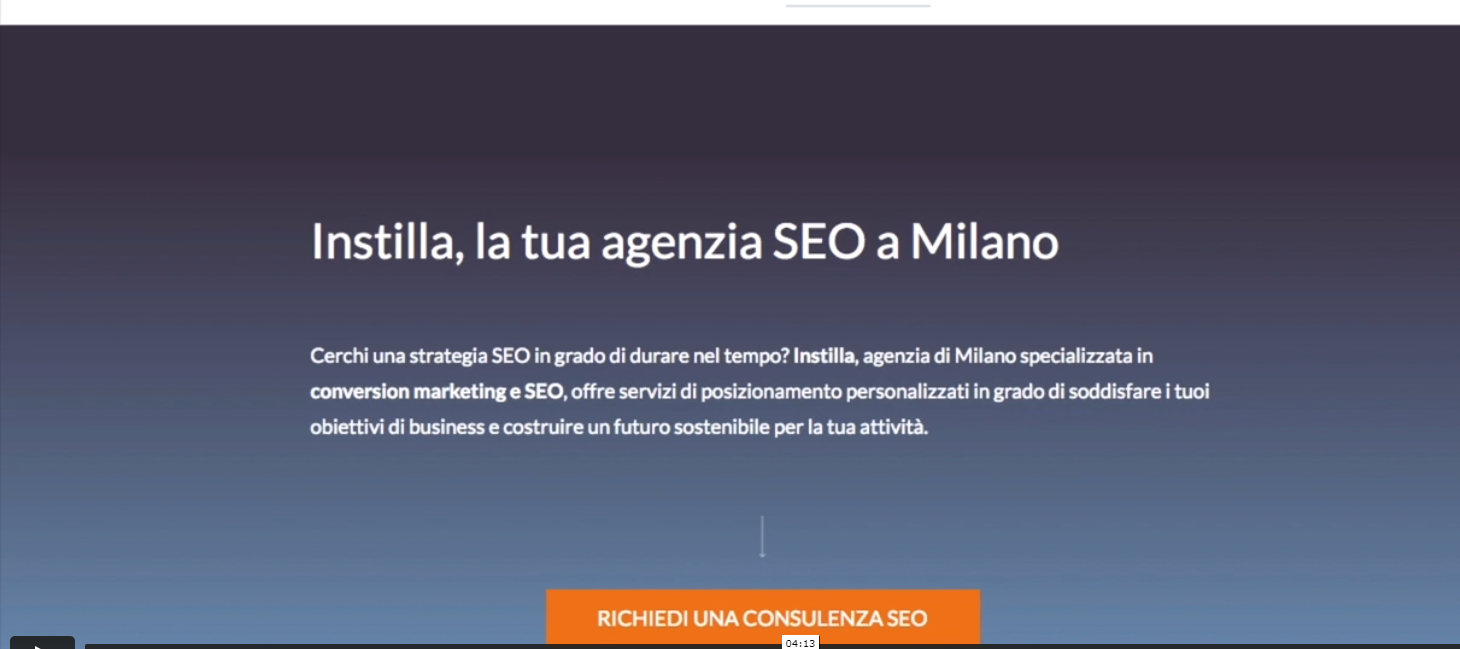 Instilla, la tua agenzia SEO a Milano
Cerchi una strategia SEO in grado di durare nel tempo? Instilla, agenzia di Milano specializzata in
conversion marketing e SEO, offre servizi di posizionamento personalizzati in grado di soddisfare i tuoi
obiettivi di business e costruire un futuro sostenibile per la tua attività.
RICHIEDI UNA CONSULENZA SEO
04:13